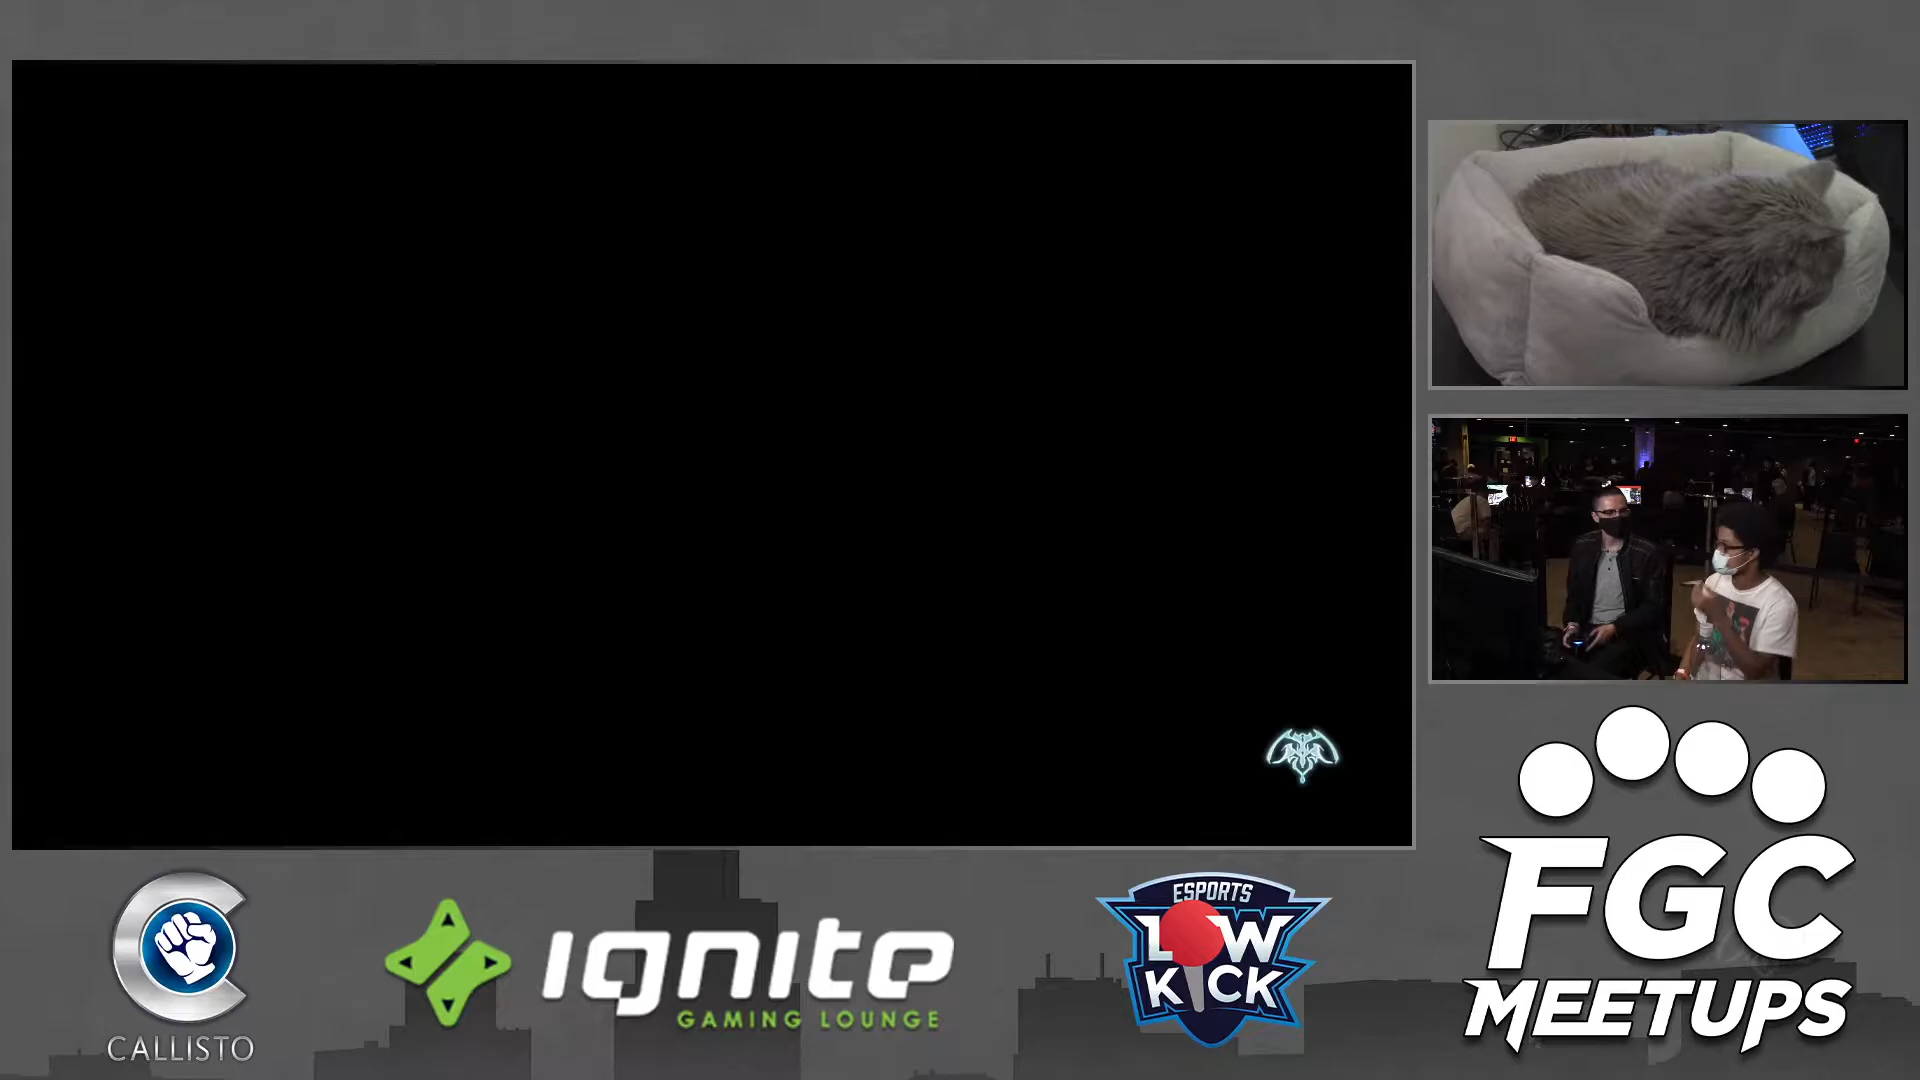 CALLISTO
ignite
GAMING LOUNGE
ESPORTS
LOW
KICK
FGC
MEETUPS